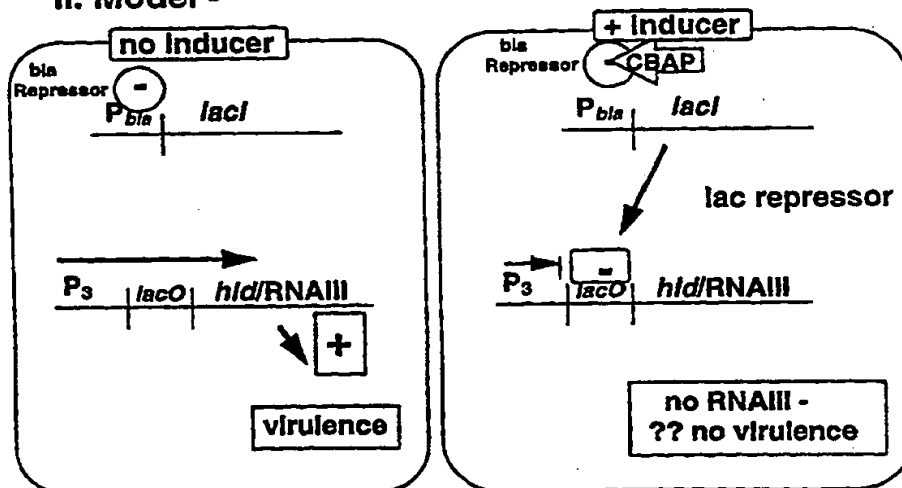 II. Model -
no Inducer
bla
Repressor
-
Pbla lacI
P3 lacO hld/RNAIII
+
virulence
+ Inducer
bla
Repressor
- CBAP
Pbla lacI
lac repressor
-
P3 lacO hld/RNAIII
no RNAIII -
?? no virulence